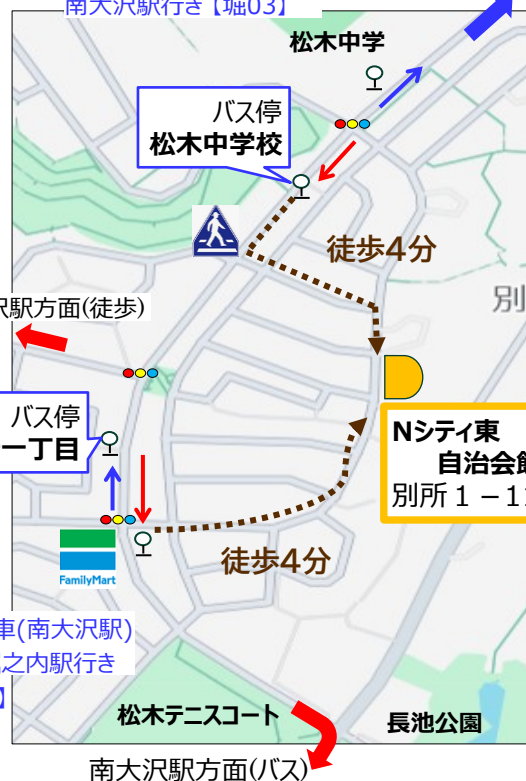 南大沢駅行き【堀03】
松木中学
バス停
松木中学校
徒歩4分
別
沢駅方面(徒歩)
バス停
一丁目
Nシティ東
自治会館
別所１－1
徒歩4分
FamilyMart
車(南大沢駅)
之内駅行き
】
松木テニスコート
長池公園
南大沢駅方面(バス)